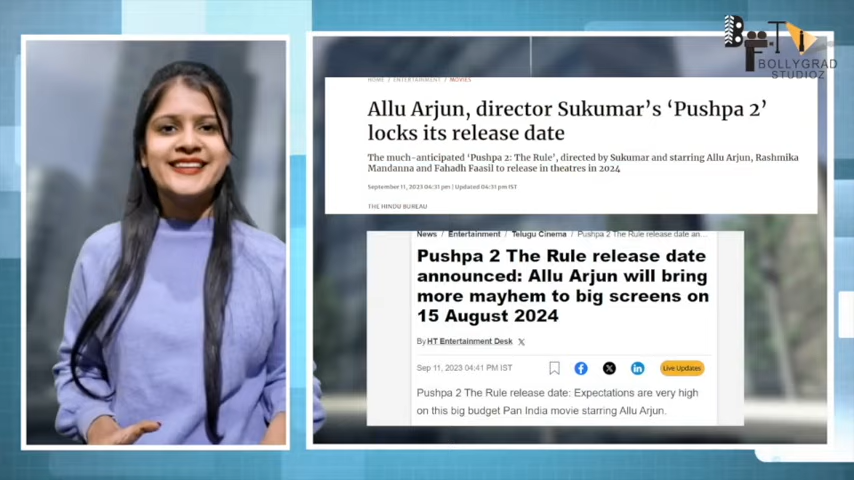 BF
BOLLYGRAD
STUDIOZ
HOME / ENTERTAINMENT / MOVIES
Allu Arjun, director Sukumar’s ‘Pushpa 2’
locks its release date
The much-anticipated ‘Pushpa 2: The Rule’, directed by Sukumar and starring Allu Arjun, Rashmika
Mandanna and Fahadh Faasil to release in theatres in 2024
September 11, 2023 04:31 pm | Updated 04:31 pm IST
THE HINDU BUREAU
News / Entertainment / Telugu Cinema / Pushpa 2 The Rule release date an...
Pushpa 2 The Rule release date
announced: Allu Arjun will bring
more mayhem to big screens on
15 August 2024
By HT Entertainment Desk
Sep 11, 2023 04:41 PM IST
Live Updates
Pushpa 2 The Rule release date: Expectations are very high
on this big budget Pan India movie starring Allu Arjun.